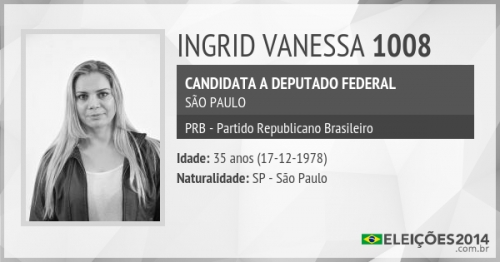 INGRID VANESSA 1008
CANDIDATA A DEPUTADO FEDERAL
SÃO PAULO
PRB - Partido Republicano Brasileiro
Idade: 35 anos (17-12-1978)
Naturalidade: SP - São Paulo
ELEIÇÕES2014
.com.br